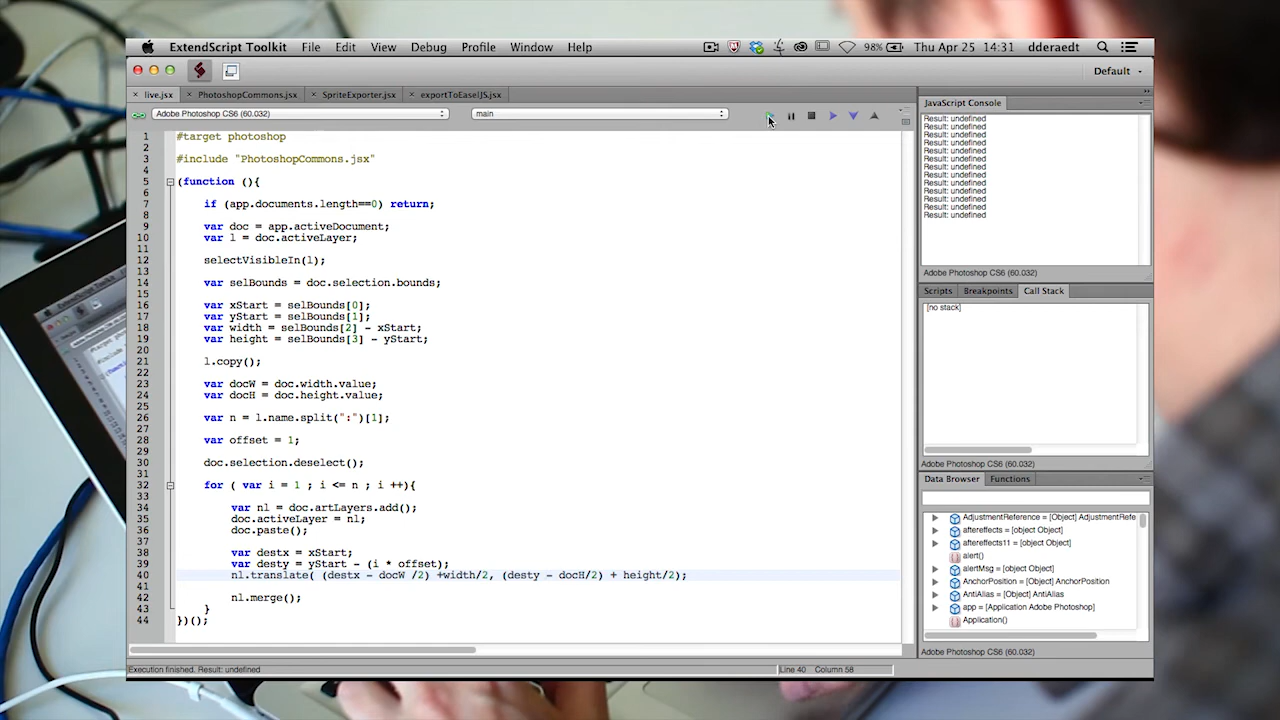 ExtendScript Toolkit File Edit View Debug Profile Window Help 98% Thu Apr 25 14:31 dderaedt
Default
× live.jsx × PhotoshopCommons.jsx × SpriteExporter.jsx × exportToEaselJS.jsx
Adobe Photoshop CS6 (60.032) main
1 #target photoshop
2
3 #include "PhotoshopCommons.jsx"
4
5 (function (){
6
7 if (app.documents.length==0) return;
8
9 var doc = app.activeDocument;
10 var l = doc.activeLayer;
11
12 selectVisibleIn(l);
13
14 var selBounds = doc.selection.bounds;
15
16 var xStart = selBounds[0];
17 var yStart = selBounds[1];
18 var width = selBounds[2] - xStart;
19 var height = selBounds[3] - yStart;
20
21 l.copy();
22
23 var docW = doc.width.value;
24 var docH = doc.height.value;
25
26 var n = l.name.split(":")[1];
27
28 var offset = 1;
29
30 doc.selection.deselect();
31
32 for ( var i = 1 ; i <= n ; i ++){
33
34 var nl = doc.artLayers.add();
35 doc.activeLayer = nl;
36 doc.paste();
37
38 var destx = xStart;
39 var desty = yStart - (i * offset);
40 nl.translate( (destx - docW /2) +width/2, (desty - docH/2) + height/2);
41
42 nl.merge();
43 }
44 })();
Execution finished. Result: undefined
Line 40 Column 58
JavaScript Console
Result: undefined
Result: undefined
Result: undefined
Result: undefined
Result: undefined
Result: undefined
Result: undefined
Result: undefined
Result: undefined
Result: undefined
Result: undefined
Result: undefined
Result: undefined
Adobe Photoshop CS6 (60.032)
Scripts Breakpoints Call Stack
[no stack]
Adobe Photoshop CS6 (60.032)
Data Browser Functions
AdjustmentReference = [Object] AdjustmentRefe
aftereffects = [object Object]
aftereffects11 = [object Object]
alert()
alertMsg = [object Object]
AnchorPosition = [Object] AnchorPosition
AntiAlias = [Object] AntiAlias
app = [Application Adobe Photoshop]
Application()
Adobe Photoshop CS6 (60.032)